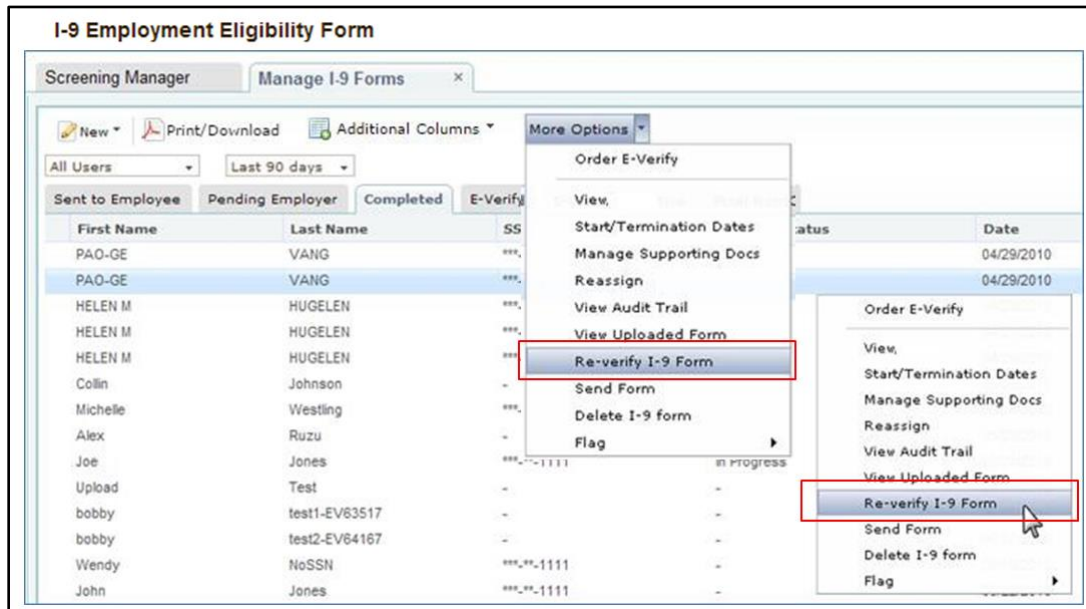 I-9 Employment Eligibility Form
Screening Manager Manage I-9 Forms ×
New Print/Download Additional Columns More Options
All Users Last 90 days
Sent to Employee Pending Employer Completed E-Verify
First Name Last Name SS atus Date
PAO-GE VANG ***- 04/29/2010
PAO-GE VANG ***- 04/29/2010
HELEN M HUGELEN ***-
HELEN M HUGELEN ***-
HELEN M HUGELEN ***-
Collin Johnson -
Michelle Westling ***-
Alex Ruzu -
Joe Jones ***-**-1111 In Progress
Upload Test - -
bobby test1-EV63517 - -
bobby test2-EV64167 - -
Wendy NoSSN ***-**-1111 -
John Jones ***-**-1111 -
Order E-Verify
View,
Start/Termination Dates
Manage Supporting Docs
Reassign
View Audit Trail
View Uploaded Form
Re-verify I-9 Form
Send Form
Delete I-9 form
Flag
Order E-Verify
View,
Start/Termination Dates
Manage Supporting Docs
Reassign
View Audit Trail
View Uploaded Form
Re-verify I-9 Form
Send Form
Delete I-9 form
Flag